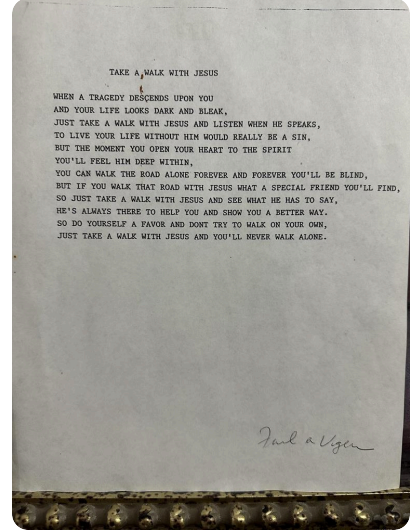 TAKE A WALK WITH JESUS
WHEN A TRAGEDY DESCENDS UPON YOU
AND YOUR LIFE LOOKS DARK AND BLEAK,
JUST TAKE A WALK WITH JESUS AND LISTEN WHEN HE SPEAKS,
TO LIVE YOUR LIFE WITHOUT HIM WOULD REALLY BE A SIN,
BUT THE MOMENT YOU OPEN YOUR HEART TO THE SPIRIT
YOU'LL FEEL HIM DEEP WITHIN,
YOU CAN WALK THE ROAD ALONE FOREVER AND FOREVER YOU'LL BE BLIND,
BUT IF YOU WALK THAT ROAD WITH JESUS WHAT A SPECIAL FRIEND YOU'LL FIND,
SO JUST TAKE A WALK WITH JESUS AND SEE WHAT HE HAS TO SAY,
HE'S ALWAYS THERE TO HELP YOU AND SHOW YOU A BETTER WAY.
SO DO YOURSELF A FAVOR AND DONT TRY TO WALK ON YOUR OWN,
JUST TAKE A WALK WITH JESUS AND YOU'LL NEVER WALK ALONE.